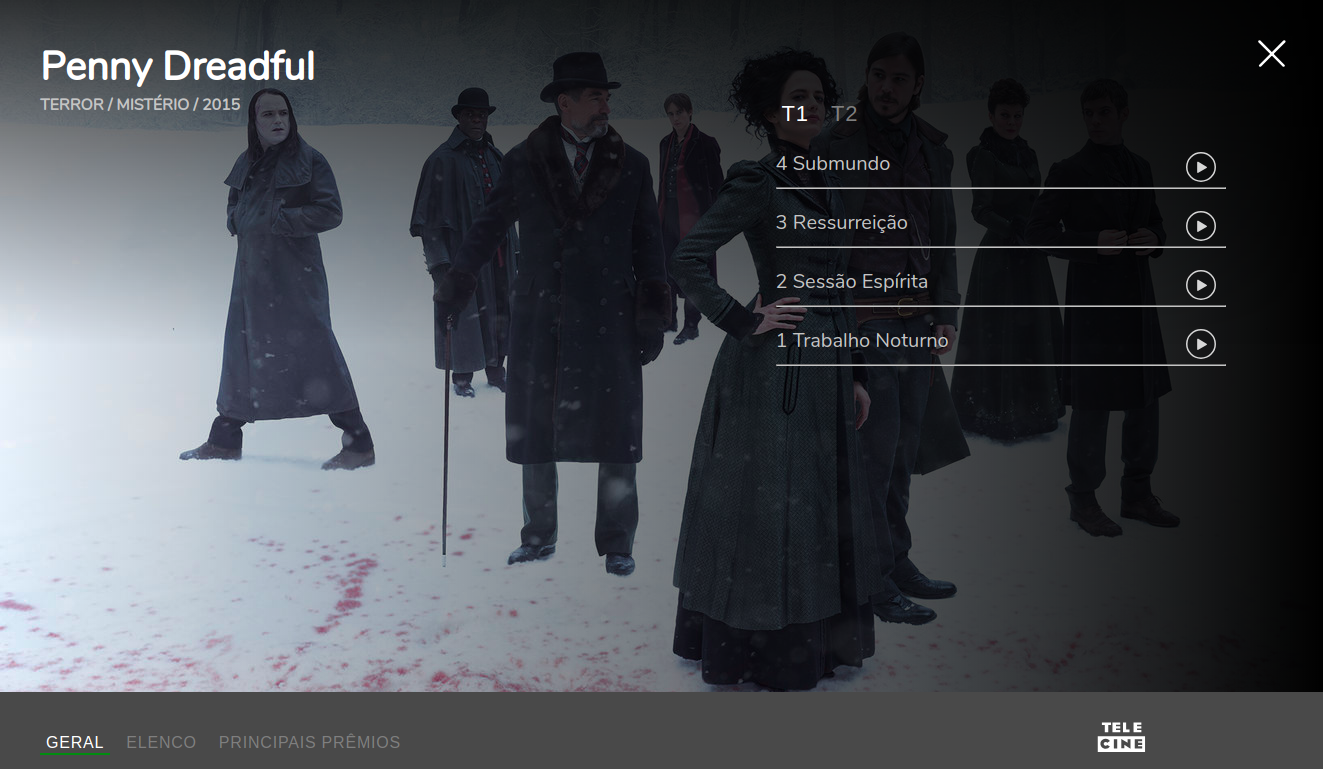 Penny Dreadful
TERROR / MISTÉRIO / 2015
T1 T2
4 Submundo
3 Ressurreição
2 Sessão Espírita
1 Trabalho Noturno
GERAL ELENCO PRINCIPAIS PRÊMIOS
TELE
CINE